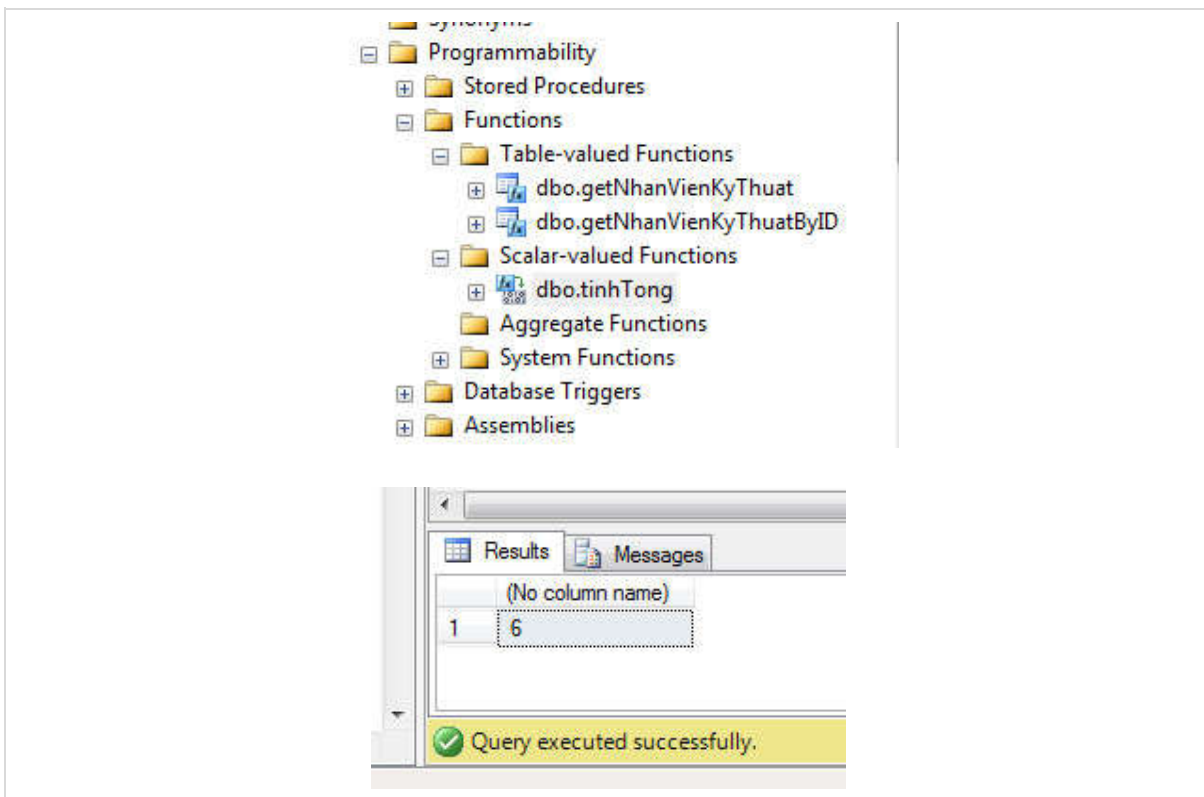 Synonyms
Programmability
Stored Procedures
Functions
Table-valued Functions
dbo.getNhanVienKyThuat
dbo.getNhanVienKyThuatByID
Scalar-valued Functions
dbo.tinhTong
Aggregate Functions
System Functions
Database Triggers
Assemblies
Results Messages
(No column name)
1 6
Query executed successfully.